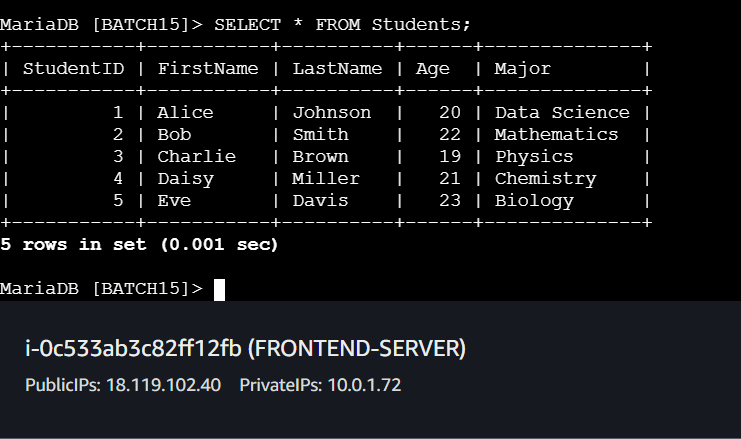 MariaDB [BATCH15]> SELECT * FROM Students;
+-----------+-----------+----------+------+--------------+
| StudentID | FirstName | LastName | Age  | Major        |
+-----------+-----------+----------+------+--------------+
|         1 | Alice     | Johnson  |   20 | Data Science |
|         2 | Bob       | Smith    |   22 | Mathematics  |
|         3 | Charlie   | Brown    |   19 | Physics      |
|         4 | Daisy     | Miller   |   21 | Chemistry    |
|         5 | Eve       | Davis    |   23 | Biology      |
+-----------+-----------+----------+------+--------------+
5 rows in set (0.001 sec)
MariaDB [BATCH15]>
i-0c533ab3c82ff12fb (FRONTEND-SERVER)
PublicIPs: 18.119.102.40 PrivateIPs: 10.0.1.72